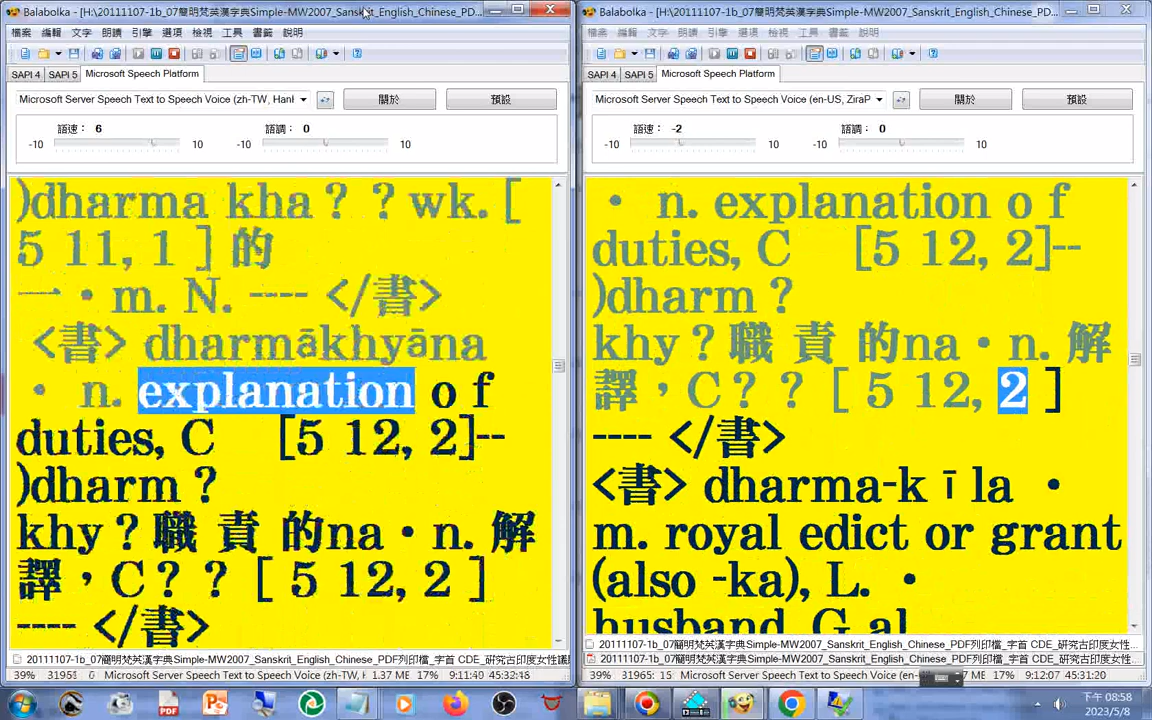 Balabolka - [H:\20111107-1b_07簡明梵英漢字典Simple-MW2007_Sanskrit_English_Chinese_PD...
檔案 編輯 文字 朗讀 引擎 選項 檢視 工具 書籤 說明
SAPI 4 SAPI 5 Microsoft Speech Platform
Microsoft Server Speech Text to Speech Voice (zh-TW, Hanl
關於 預設
語速： 6 語調： 0
-10 10 -10 10
)dharma kha？？wk. [
5 11, 1 ] 的
一‧m. N. ---- </書>
<書> dharmākhyāna
‧ n. explanation o f
duties, C [5 12, 2]--
)dharm？
khy？職 責 的na‧n. 解
譯，C？？[ 5 12, 2 ]
---- </書>
20111107-1b_07簡明梵英漢字典Simple-MW2007_Sanskrit_English_Chinese_PDF列印檔_字首 CDE_研究古印度女性議
39% 31951: 0 Microsoft Server Speech Text to Speech Voice (zh-TW, H 1.37 MB 17% 9:11:49 45:32:48
Balabolka - [H:\20111107-1b_07簡明梵英漢字典Simple-MW2007_Sanskrit_English_Chinese_PD...
檔案 編輯 文字 朗讀 引擎 選項 檢視 工具 書籤 說明
SAPI 4 SAPI 5 Microsoft Speech Platform
Microsoft Server Speech Text to Speech Voice (en-US, ZiraP
關於 預設
語速： -2 語調： 0
-10 10 -10 10
‧ n. explanation o f
duties, C [5 12, 2]--
)dharm？
khy？職 責 的na‧n. 解
譯，C？？[ 5 12, 2 ]
---- </書>
<書> dharma-kīla ‧
m. royal edict or grant
(also -ka), L. ‧
husband, G al
20111107-1b_07簡明梵英漢字典Simple-MW2007_Sanskrit_English_Chinese_PDF列印檔_字首 CDE_研究古印度女性
20111107-1b_07簡明梵英漢字典Simple-MW2007_Sanskrit_English_Chinese_PDF列印檔_字首 CDE_研究古印度女性
39% 31965: 15 Microsoft Server Speech Text to Speech Voice (en-US 17% 9:12:07 45:31:20
下午 08:58
2023/5/8